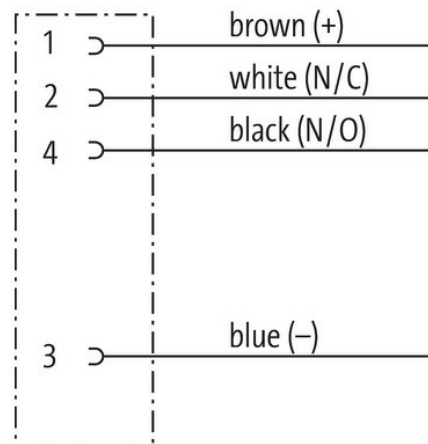 1 brown (+)
2 white (N/C)
4 black (N/O)
3 blue (–)